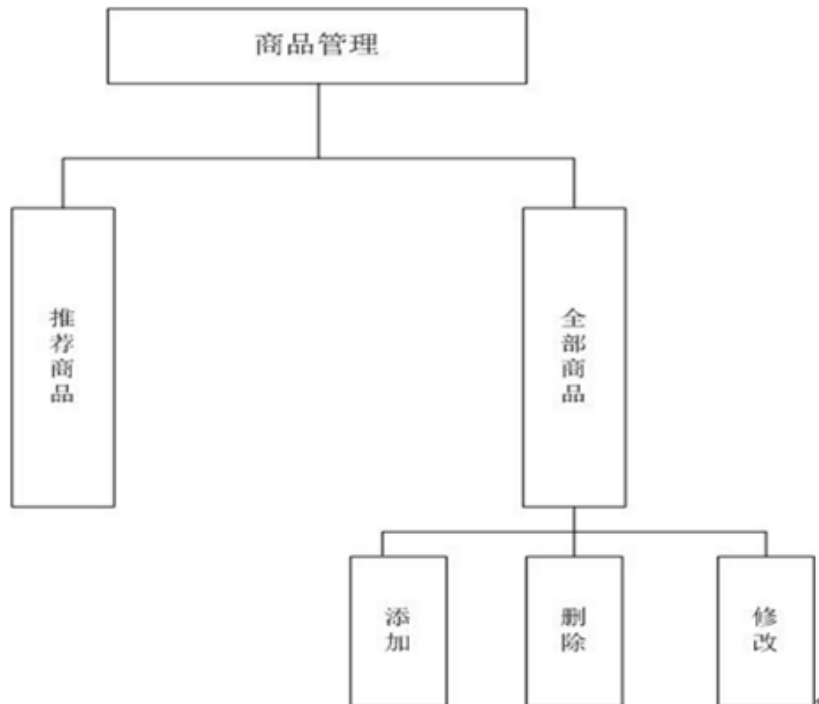 商品管理
推荐商品
全部商品
添加
删除
修改